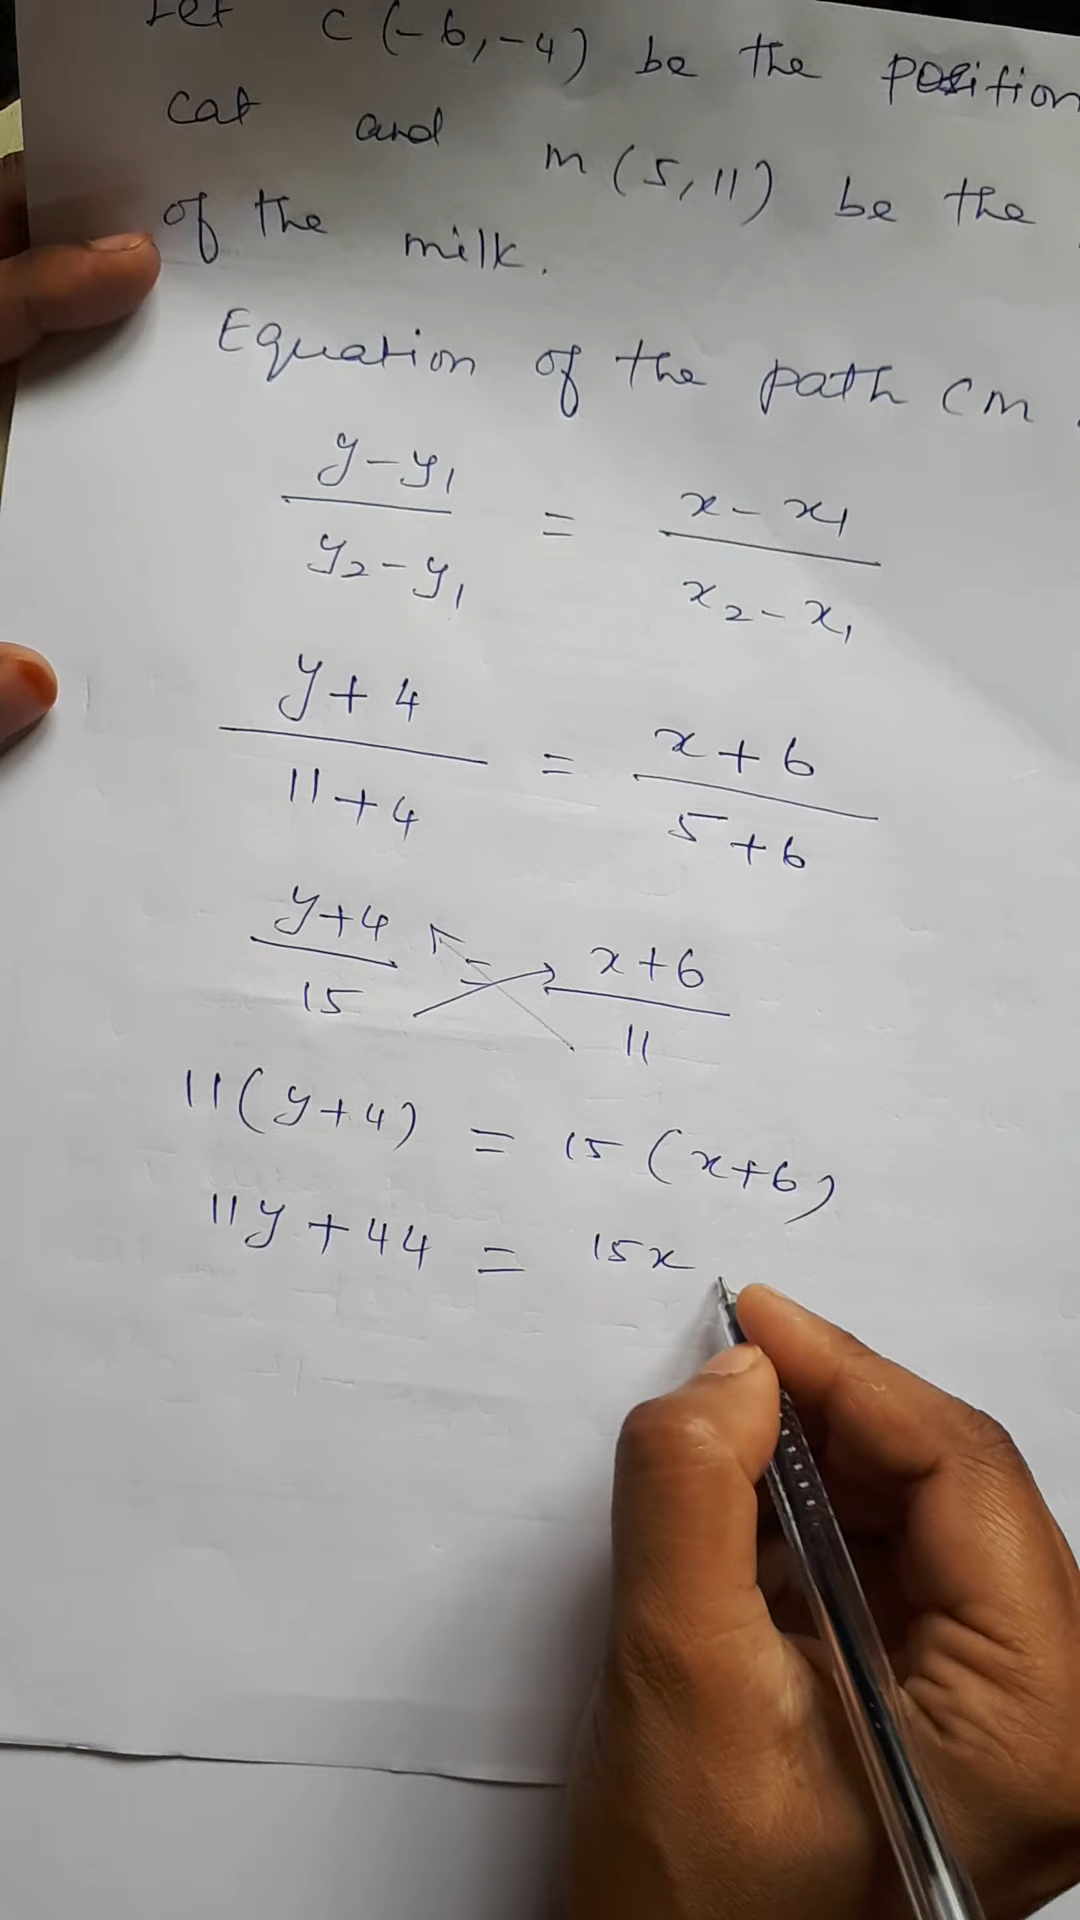 Let C(-6,-4) be the position
cat and m(5,11) be the
of the milk.
Equation of the path CM
y-y₁ / y₂-y₁ = x-x₁ / x₂-x₁
y+4 / 11+4 = x+6 / 5+6
y+4 / 15 = x+6 / 11
11(y+4) = 15(x+6)
11y+44 = 15x